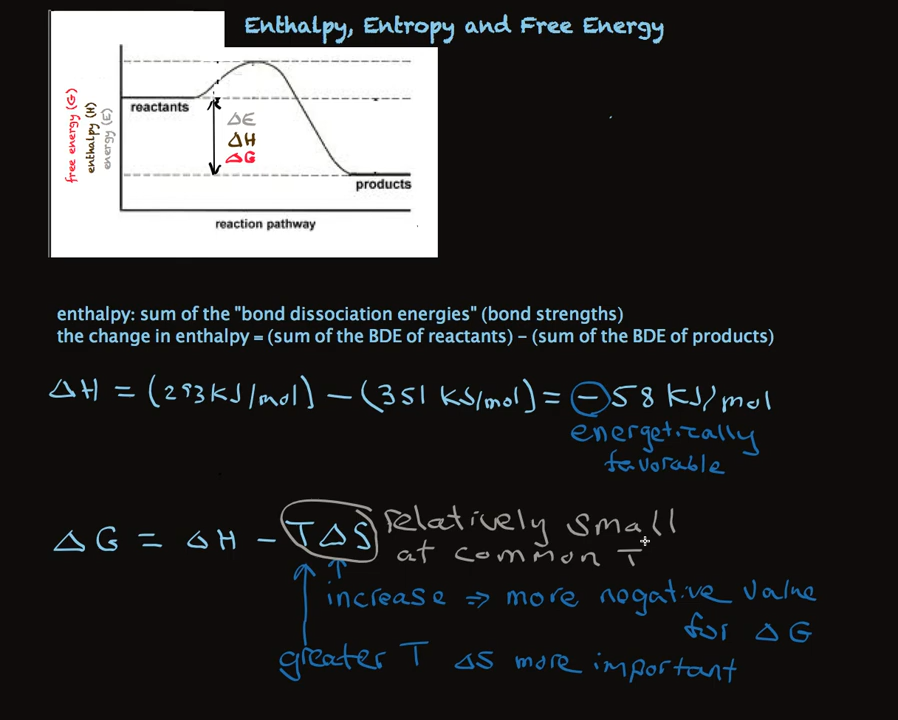 Enthalpy, Entropy and Free Energy
free energy (G)
enthalpy (H)
energy (E)
reactants
ΔE
ΔH
ΔG
products
reaction pathway
enthalpy: sum of the "bond dissociation energies" (bond strengths)
the change in enthalpy = (sum of the BDE of reactants) – (sum of the BDE of products)
ΔH = (293 kJ/mol) – (351 kJ/mol) = –58 kJ/mol
energetically
favorable
ΔG = ΔH – TΔS relatively small
at common T
increase ⇒ more negative value
for ΔG
greater T ΔS more important